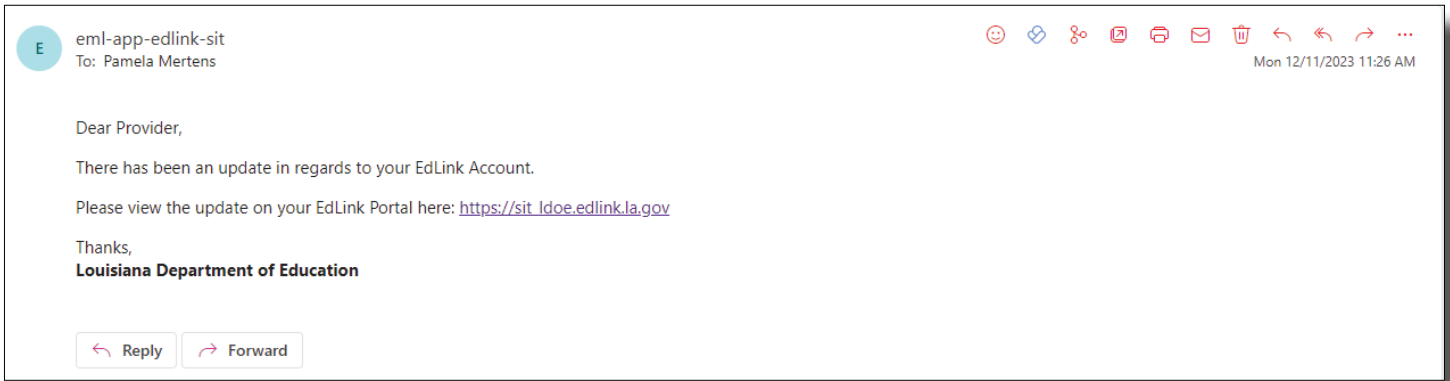 E
eml-app-edlink-sit
To: Pamela Mertens
Mon 12/11/2023 11:26 AM
Dear Provider,
There has been an update in regards to your EdLink Account.
Please view the update on your EdLink Portal here: https://sit_ldoe.edlink.la.gov
Thanks,
Louisiana Department of Education
Reply
Forward